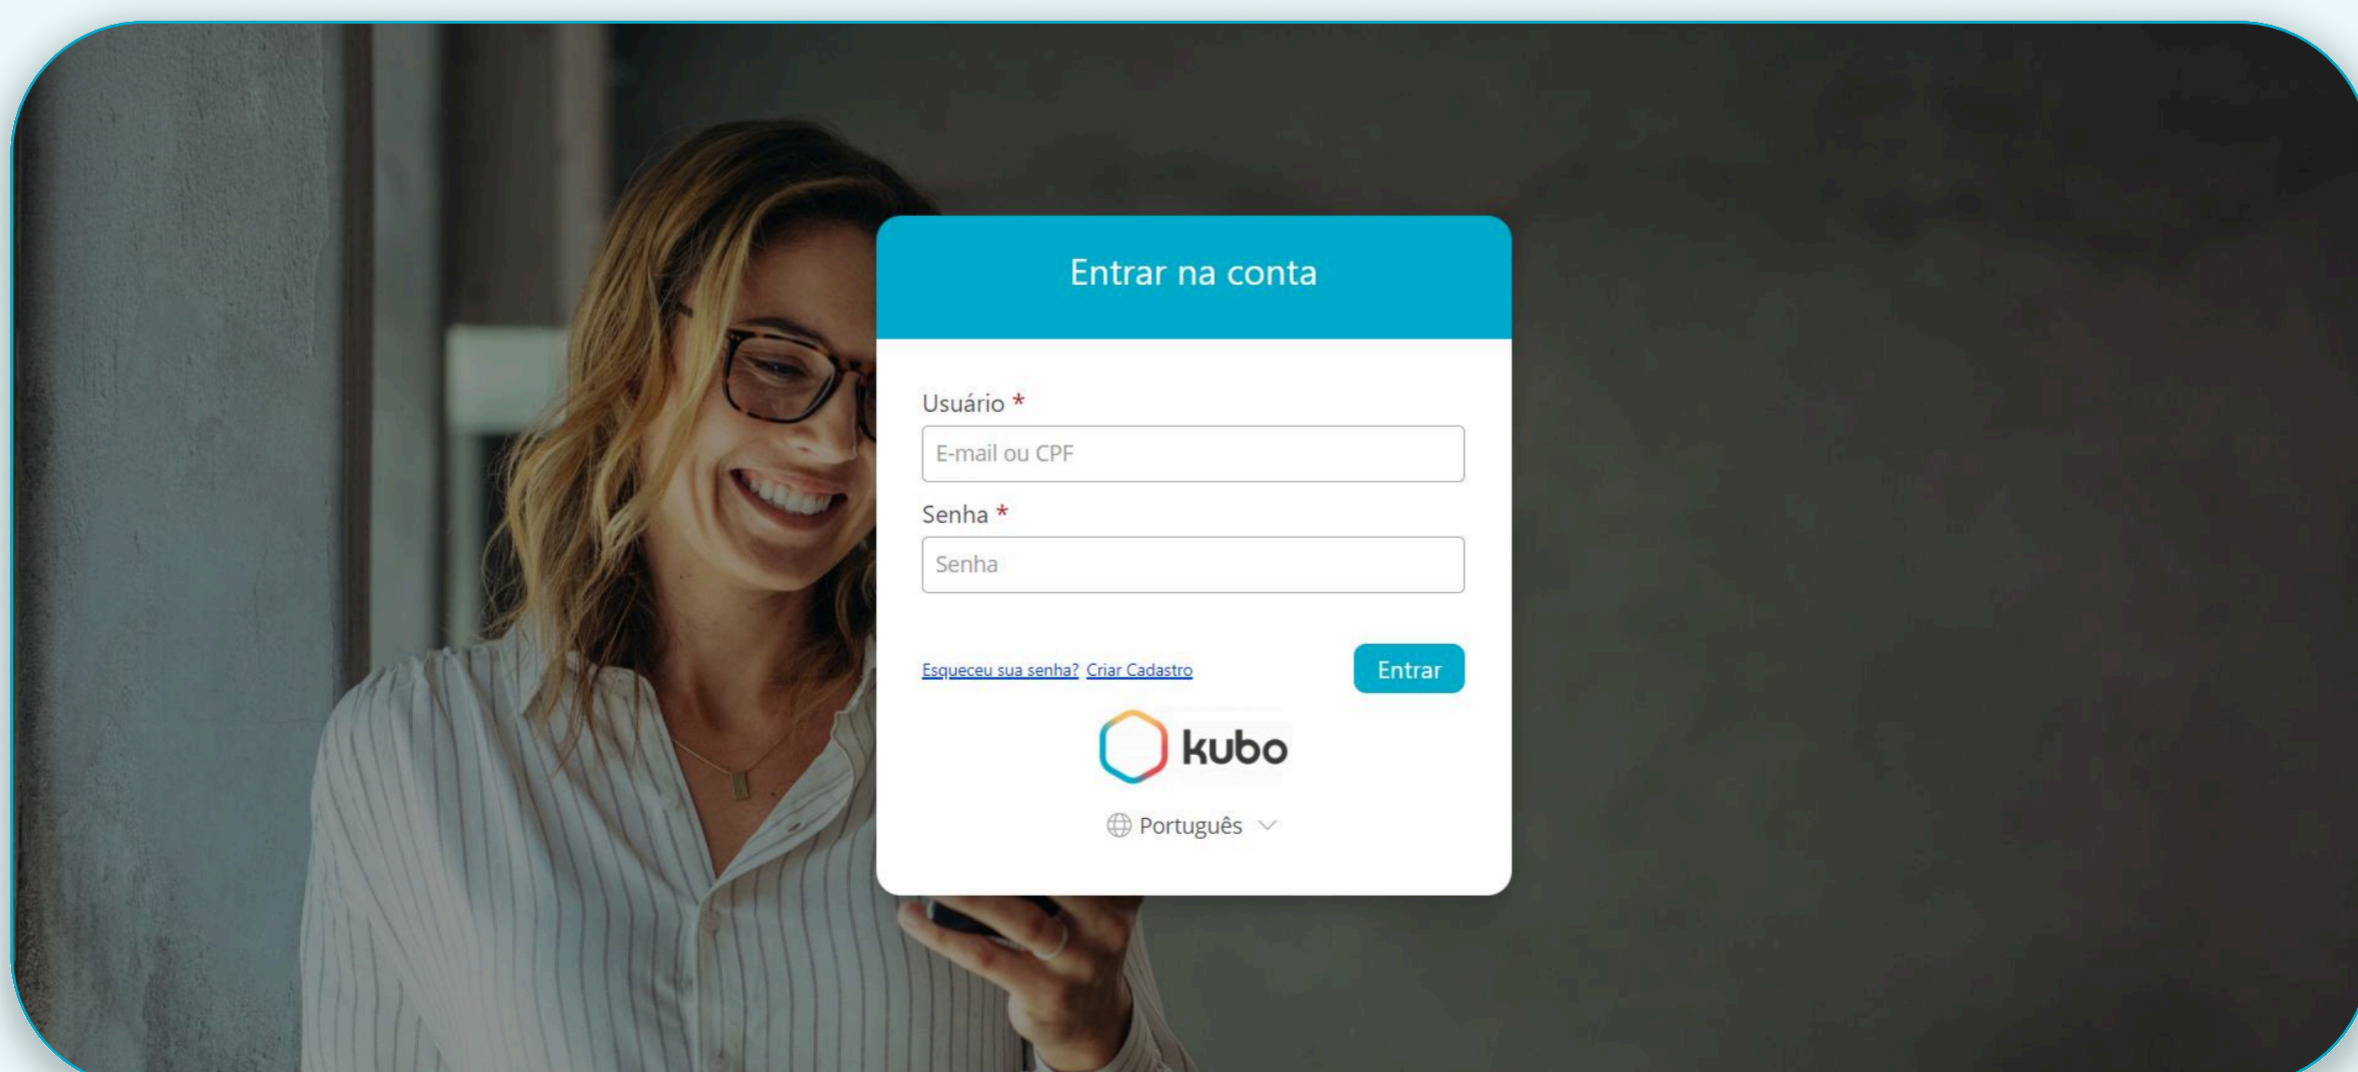 Entrar na conta
Usuário *
E-mail ou CPF
Senha *
Senha
Esqueceu sua senha? Criar Cadastro
Entrar
kubo
Português